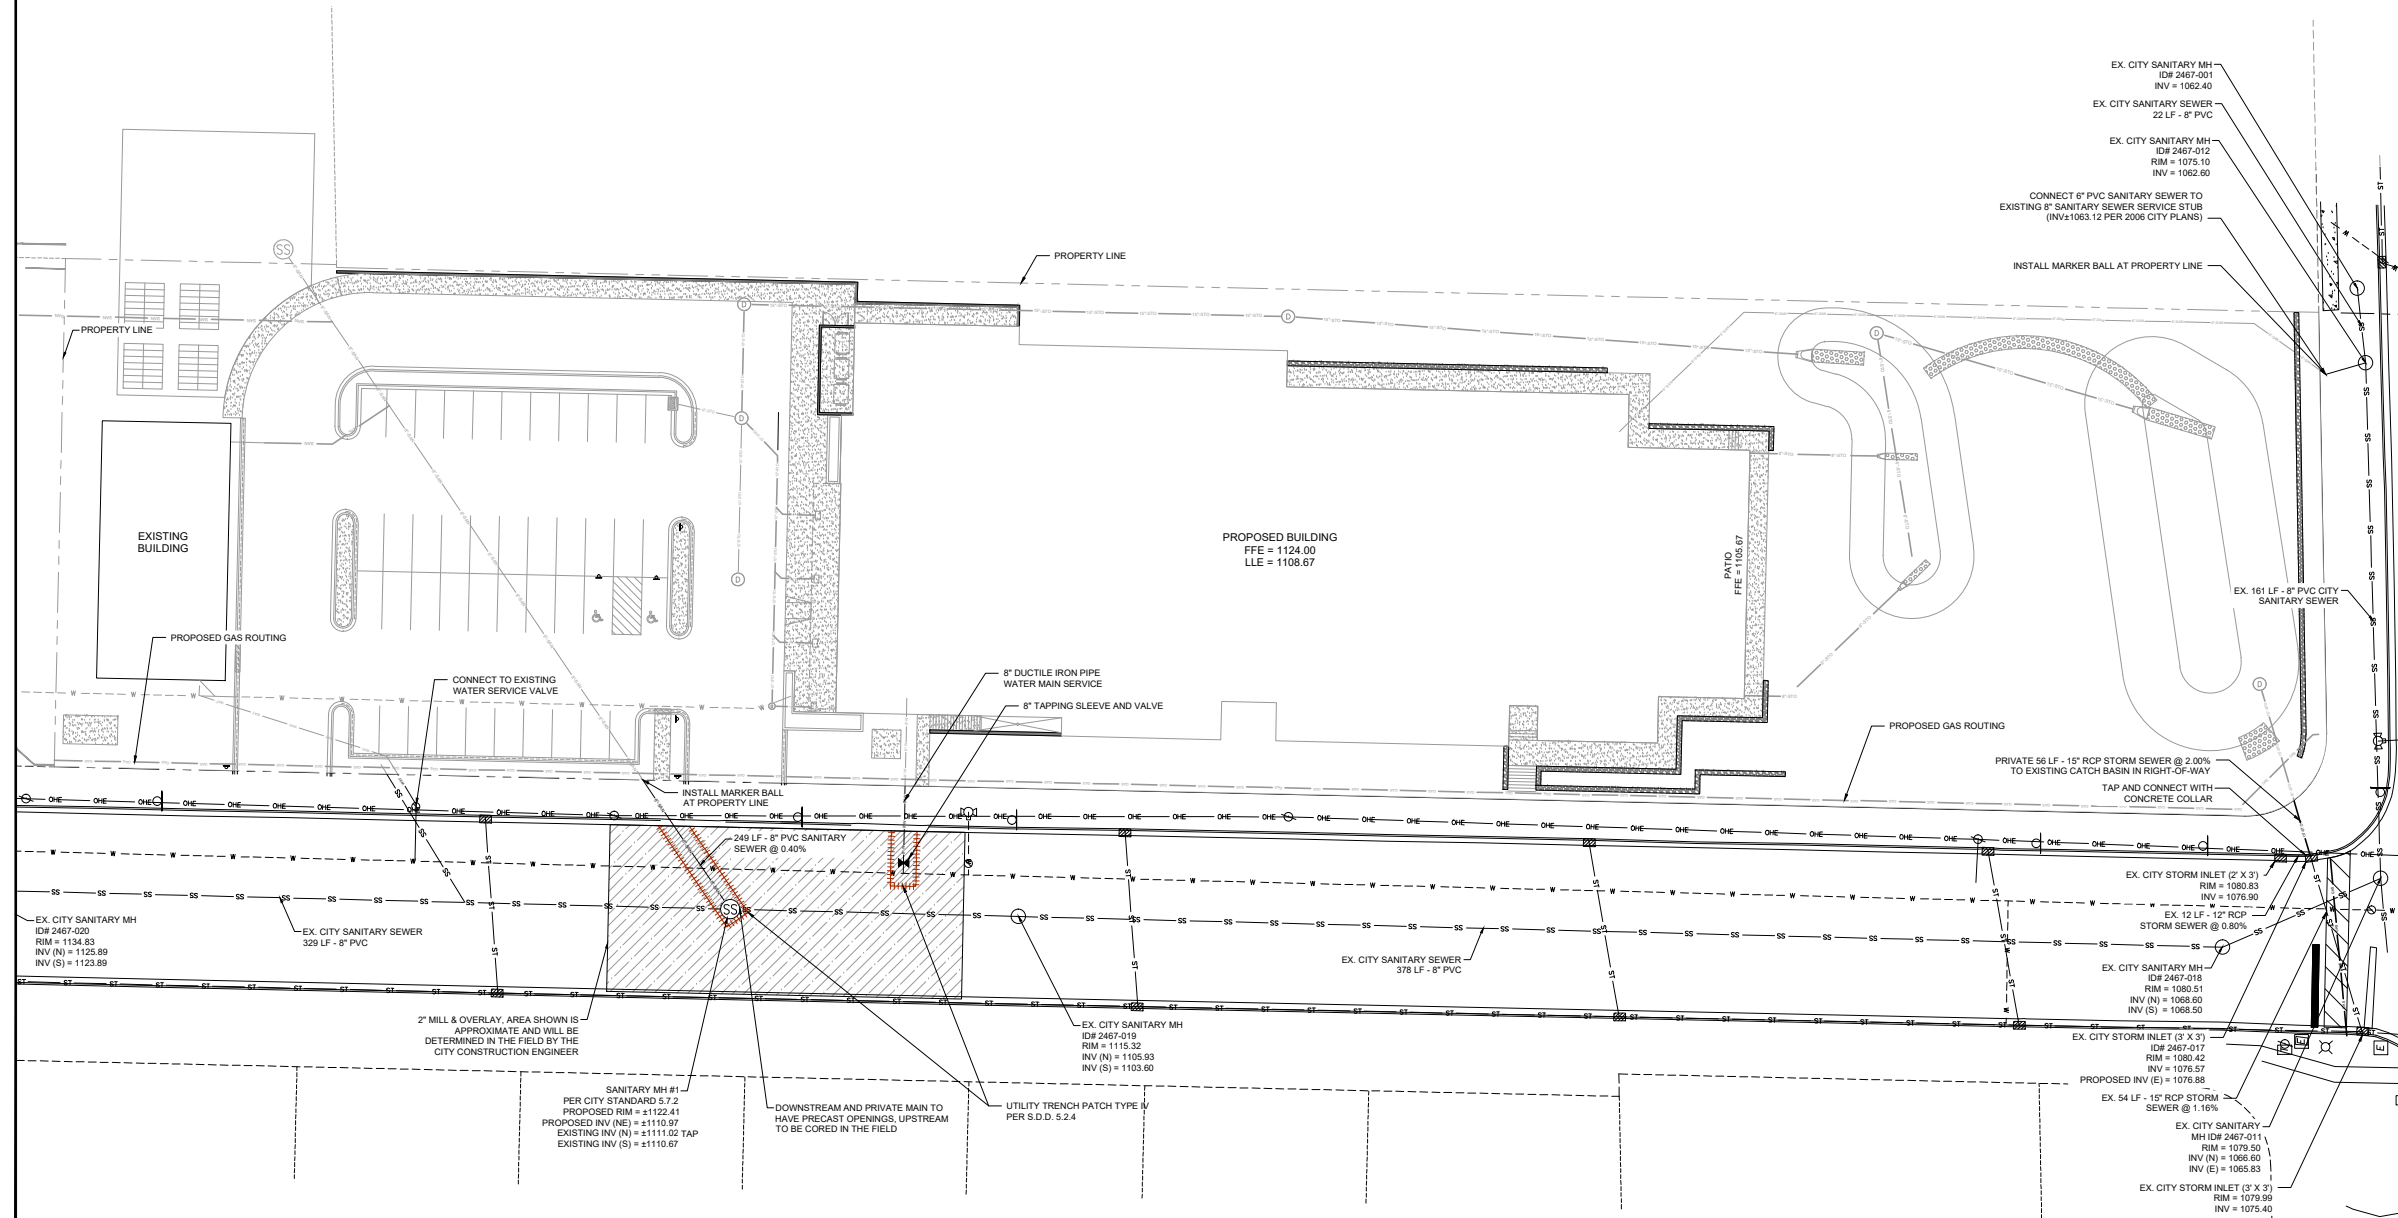 EX. CITY SANITARY MH
ID# 2467-001
INV = 1062.40
EX. CITY SANITARY SEWER
22 LF - 8" PVC
EX. CITY SANITARY MH
ID# 2467-012
RIM = 1075.10
INV = 1062.60
CONNECT 6" PVC SANITARY SEWER TO
EXISTING 8" SANITARY SEWER SERVICE STUB
(INV±1063.12 PER 2006 CITY PLANS)
INSTALL MARKER BALL AT PROPERTY LINE
PROPERTY LINE
PROPERTY LINE
EXISTING
BUILDING
PROPOSED BUILDING
FFE = 1124.00
LLE = 1108.67
PATIO
FFE = 1105.67
EX. 161 LF - 8" PVC CITY
SANITARY SEWER
PROPOSED GAS ROUTING
CONNECT TO EXISTING
WATER SERVICE VALVE
8" DUCTILE IRON PIPE
WATER MAIN SERVICE
8" TAPPING SLEEVE AND VALVE
PROPOSED GAS ROUTING
PRIVATE 56 LF - 15" RCP STORM SEWER @ 2.00%
TO EXISTING CATCH BASIN IN RIGHT-OF-WAY
TAP AND CONNECT WITH
CONCRETE COLLAR
INSTALL MARKER BALL
AT PROPERTY LINE
249 LF - 8" PVC SANITARY
SEWER @ 0.40%
SS
SS
EX. CITY STORM INLET (2' X 3')
RIM = 1080.83
INV = 1076.90
EX. 12 LF - 12" RCP
STORM SEWER @ 0.80%
EX. CITY SANITARY MH
ID# 2467-020
RIM = 1134.83
INV (N) = 1125.89
INV (S) = 1123.89
EX. CITY SANITARY SEWER
329 LF - 8" PVC
EX. CITY SANITARY SEWER
378 LF - 8" PVC
EX. CITY SANITARY MH
ID# 2467-018
RIM = 1080.51
INV (N) = 1068.60
INV (S) = 1068.50
2" MILL & OVERLAY, AREA SHOWN IS
APPROXIMATE AND WILL BE
DETERMINED IN THE FIELD BY THE
CITY CONSTRUCTION ENGINEER
EX. CITY SANITARY MH
ID# 2467-019
RIM = 1115.32
INV (N) = 1105.93
INV (S) = 1103.60
EX. CITY STORM INLET (3' X 3')
ID# 2467-017
RIM = 1080.42
INV = 1076.57
PROPOSED INV (E) = 1076.88
SANITARY MH #1
PER CITY STANDARD 5.7.2
PROPOSED RIM = ±1122.41
PROPOSED INV (NE) = ±1110.97
EXISTING INV (N) = ±1111.02 TAP
EXISTING INV (S) = ±1110.67
DOWNSTREAM AND PRIVATE MAIN TO
HAVE PRECAST OPENINGS, UPSTREAM
TO BE CORED IN THE FIELD
UTILITY TRENCH PATCH TYPE IV
PER S.D.D. 5.2.4
EX. 54 LF - 15" RCP STORM
SEWER @ 1.16%
EX. CITY SANITARY
MH ID# 2467-011
RIM = 1079.50
INV (N) = 1066.60
INV (E) = 1065.83
EX. CITY STORM INLET (3' X 3')
RIM = 1079.99
INV = 1075.40